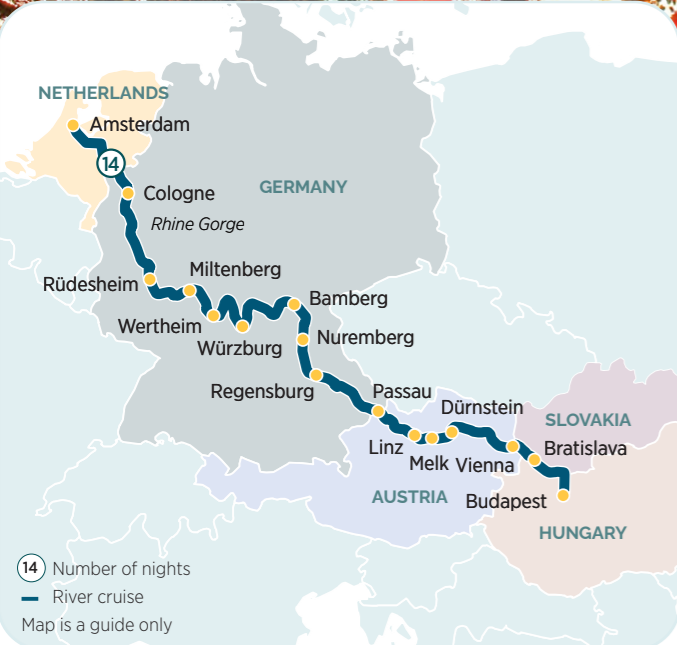 NETHERLANDS
Amsterdam
14
Cologne
GERMANY
Rhine Gorge
Miltenberg
Rüdesheim
Bamberg
Wertheim
Nuremberg
Würzburg
Regensburg
Passau
Dürnstein
SLOVAKIA
Linz
Bratislava
Melk
Vienna
AUSTRIA
Budapest
HUNGARY
14 Number of nights
River cruise
Map is a guide only